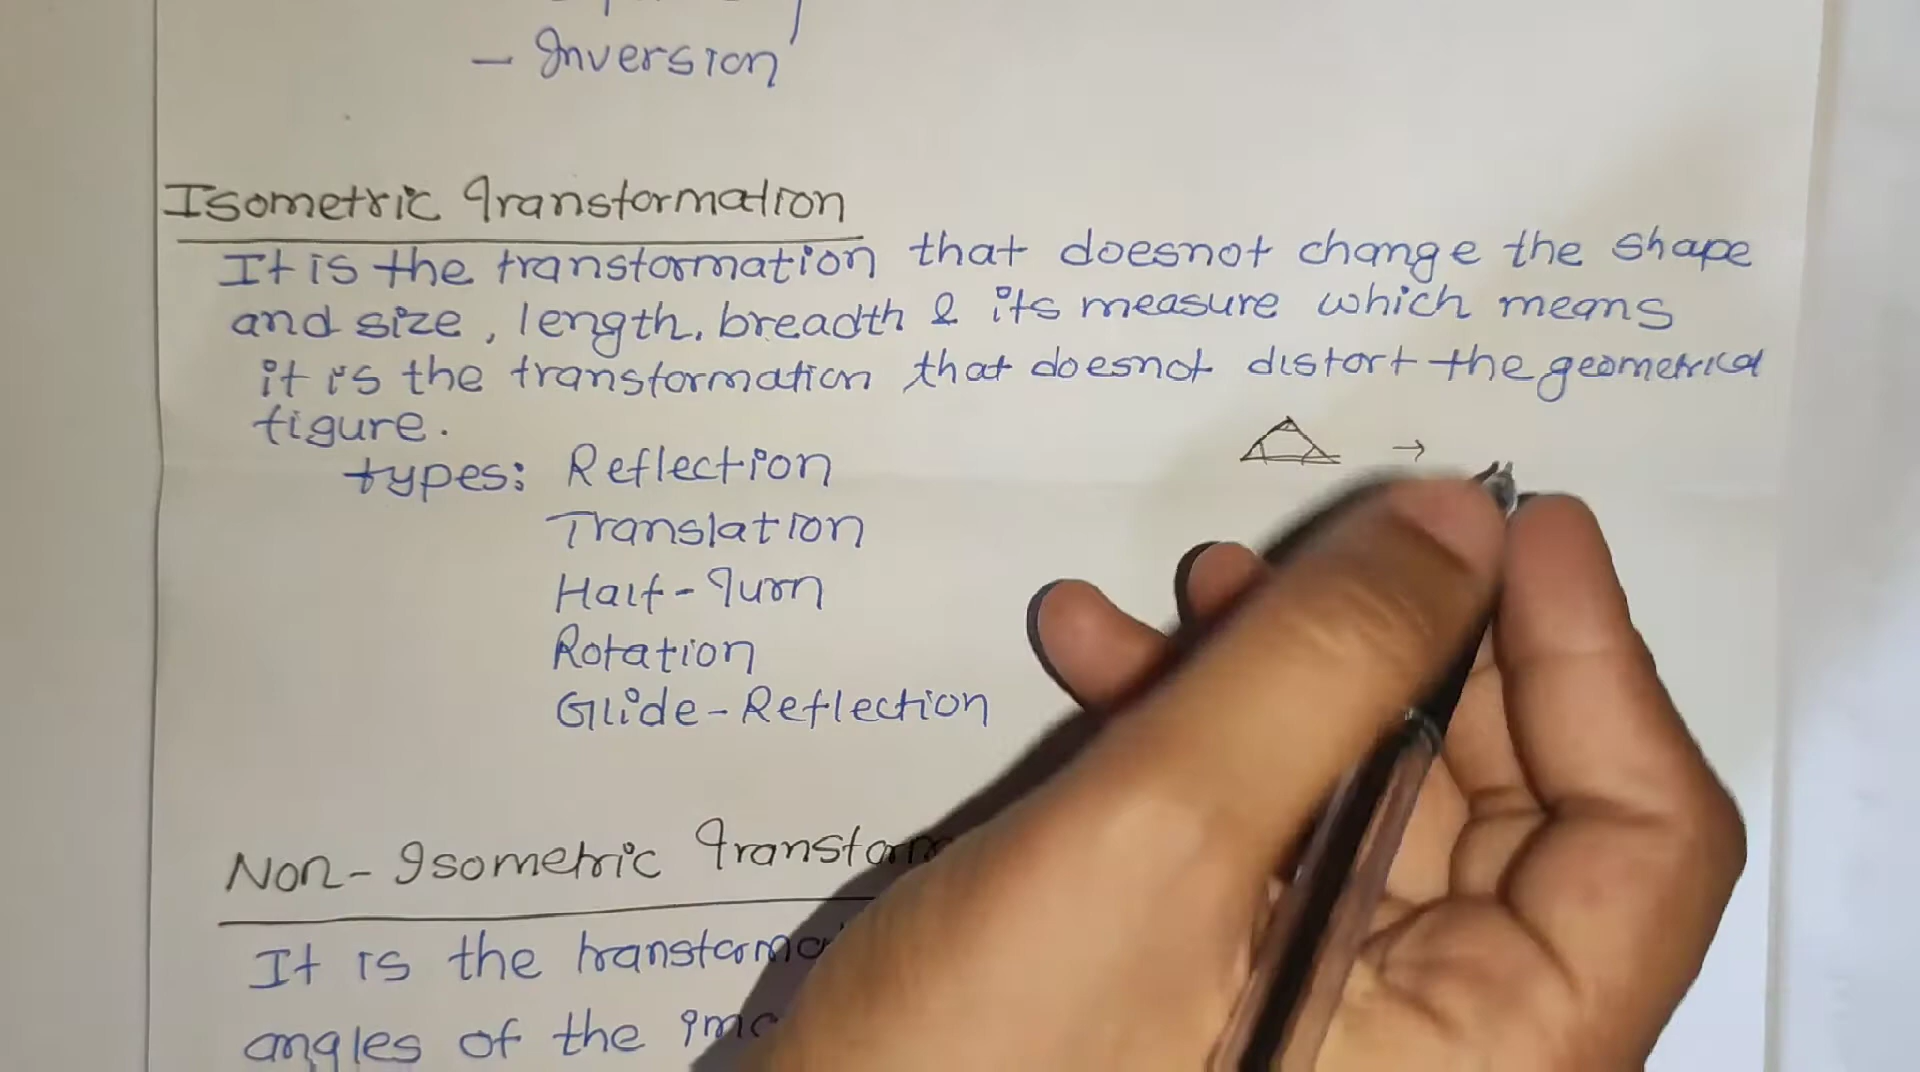 - Inversion
Isometric Transformation
It is the transformation that doesnot change the shape
and size, length, breadth & its measure which means
it is the transformation that doesnot distort the geometrical
figure.
types: Reflection
Translation
Half-Turn
Rotation
Glide-Reflection
Non-Isometric
It is the
angles of the